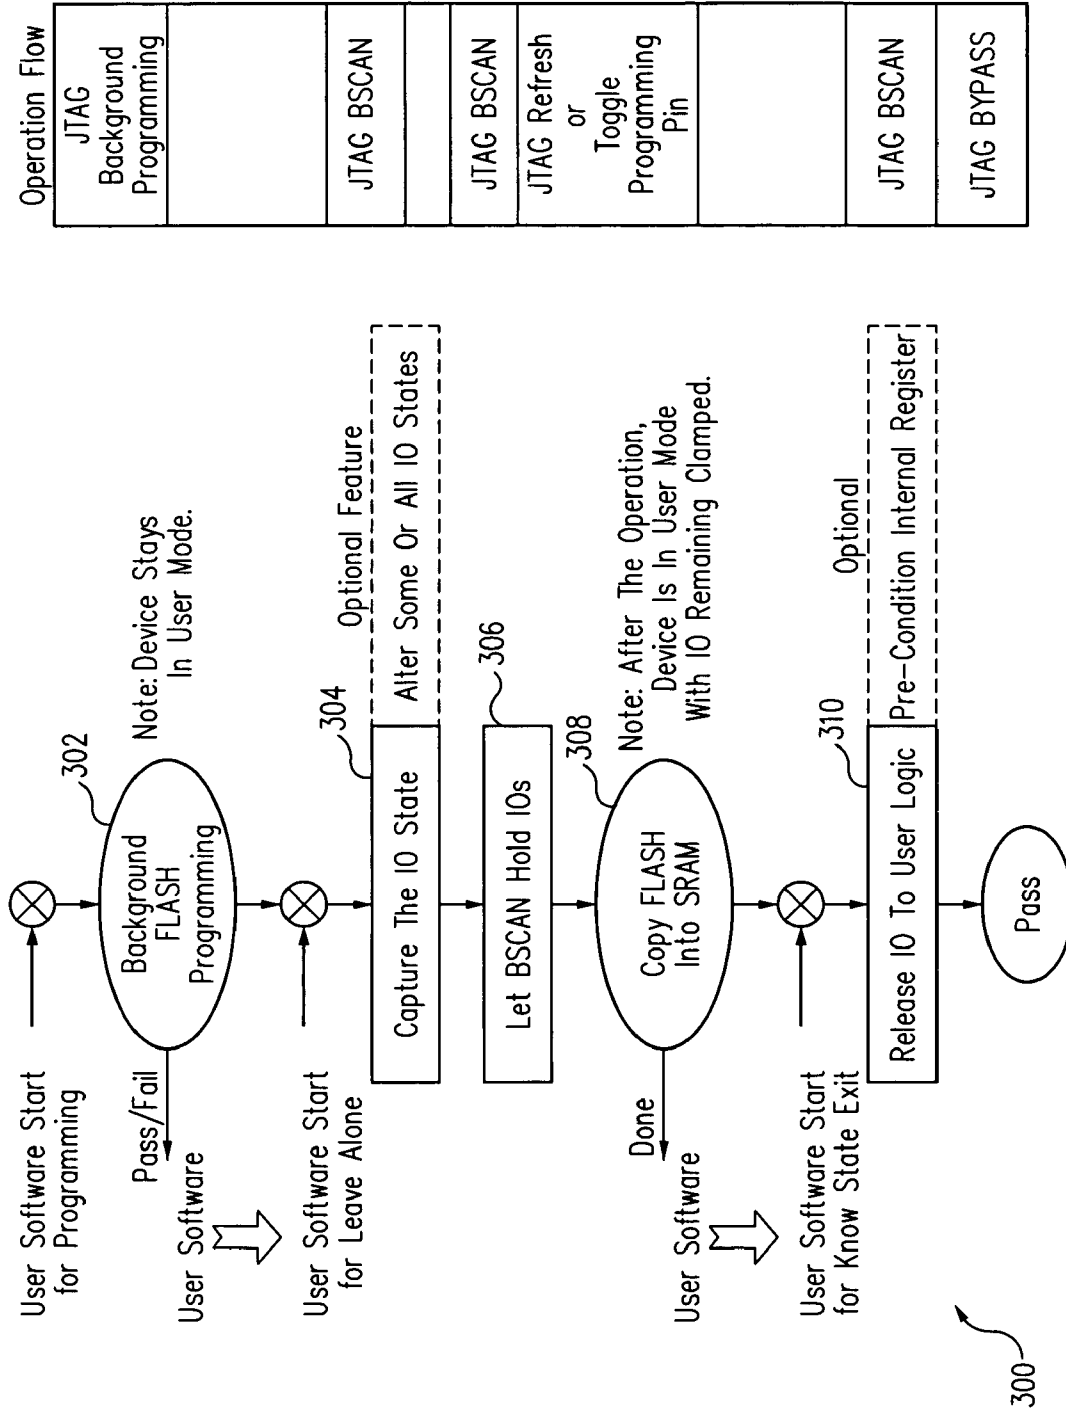 Operation Flow
JTAG
Background
Programming
JTAG BSCAN
JTAG BSCAN
JTAG Refresh
or
Toggle
Programming
Pin
JTAG BSCAN
JTAG BYPASS
User Software Start
for Programming
302
Background
FLASH
Programming
Note: Device Stays
In User Mode.
Pass/Fail
User Software
User Software Start
for Leave Alone
304
Capture The IO State
Optional Feature
Alter Some Or All IO States
306
Let BSCAN Hold IOs
308
Copy FLASH
Into SRAM
Note: After The Operation,
Device Is In User Mode
With IO Remaining Clamped.
Done
User Software
User Software Start
for Know State Exit
310
Release IO To User Logic
Optional
Pre-Condition Internal Register
Pass
300